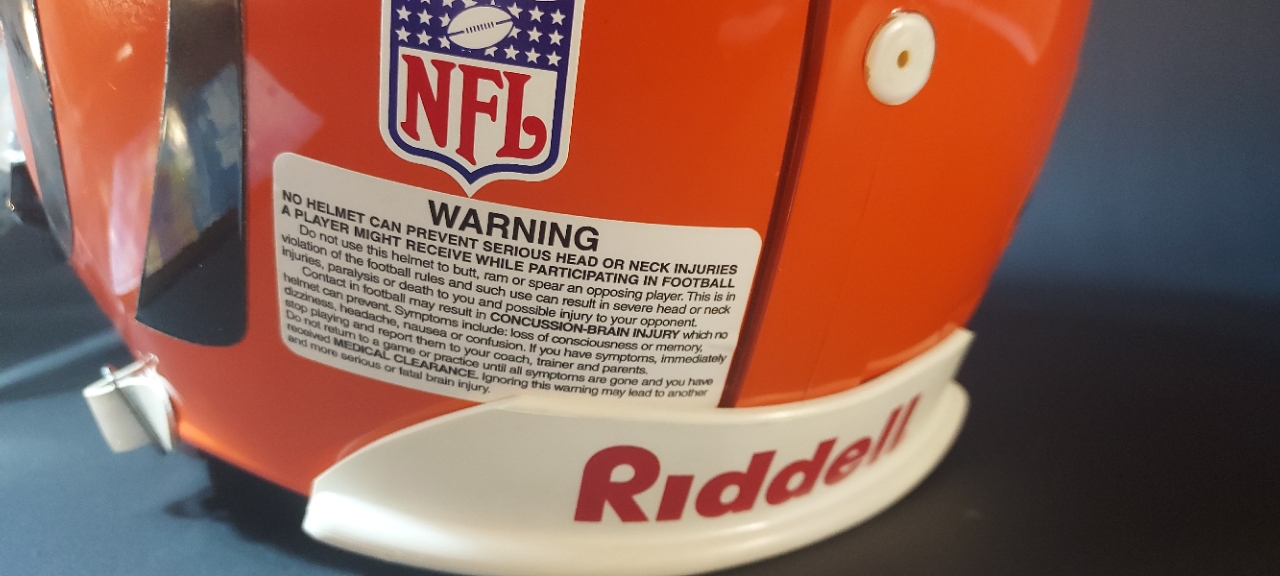 NFL
WARNING
NO HELMET CAN PREVENT SERIOUS HEAD OR NECK INJURIES
A PLAYER MIGHT RECEIVE WHILE PARTICIPATING IN FOOTBALL
Do not use this helmet to butt, ram or spear an opposing player. This is in
violation of the football rules and such use can result in severe head or neck
injuries, paralysis or death to you and possible injury to your opponent.
Contact in football may result in CONCUSSION-BRAIN INJURY which no
helmet can prevent. Symptoms include: loss of consciousness or memory,
dizziness, headache, nausea or confusion. If you have symptoms, immediately
stop playing and report them to your coach, trainer and parents.
Do not return to a game or practice until all symptoms are gone and you have
received MEDICAL CLEARANCE. Ignoring this warning may lead to another
and more serious or fatal brain injury.
Riddell